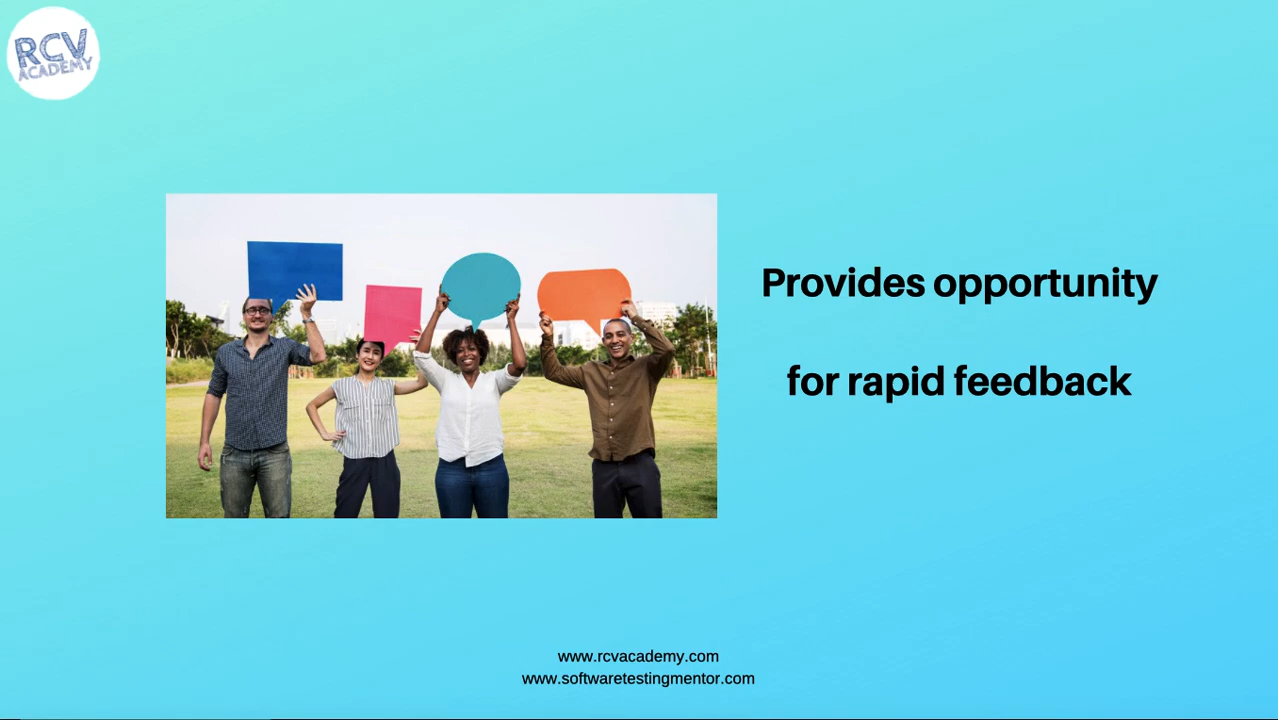 RCV
ACADEMY
Provides opportunity
for rapid feedback
www.rcvacademy.com
www.softwaretestingmentor.com